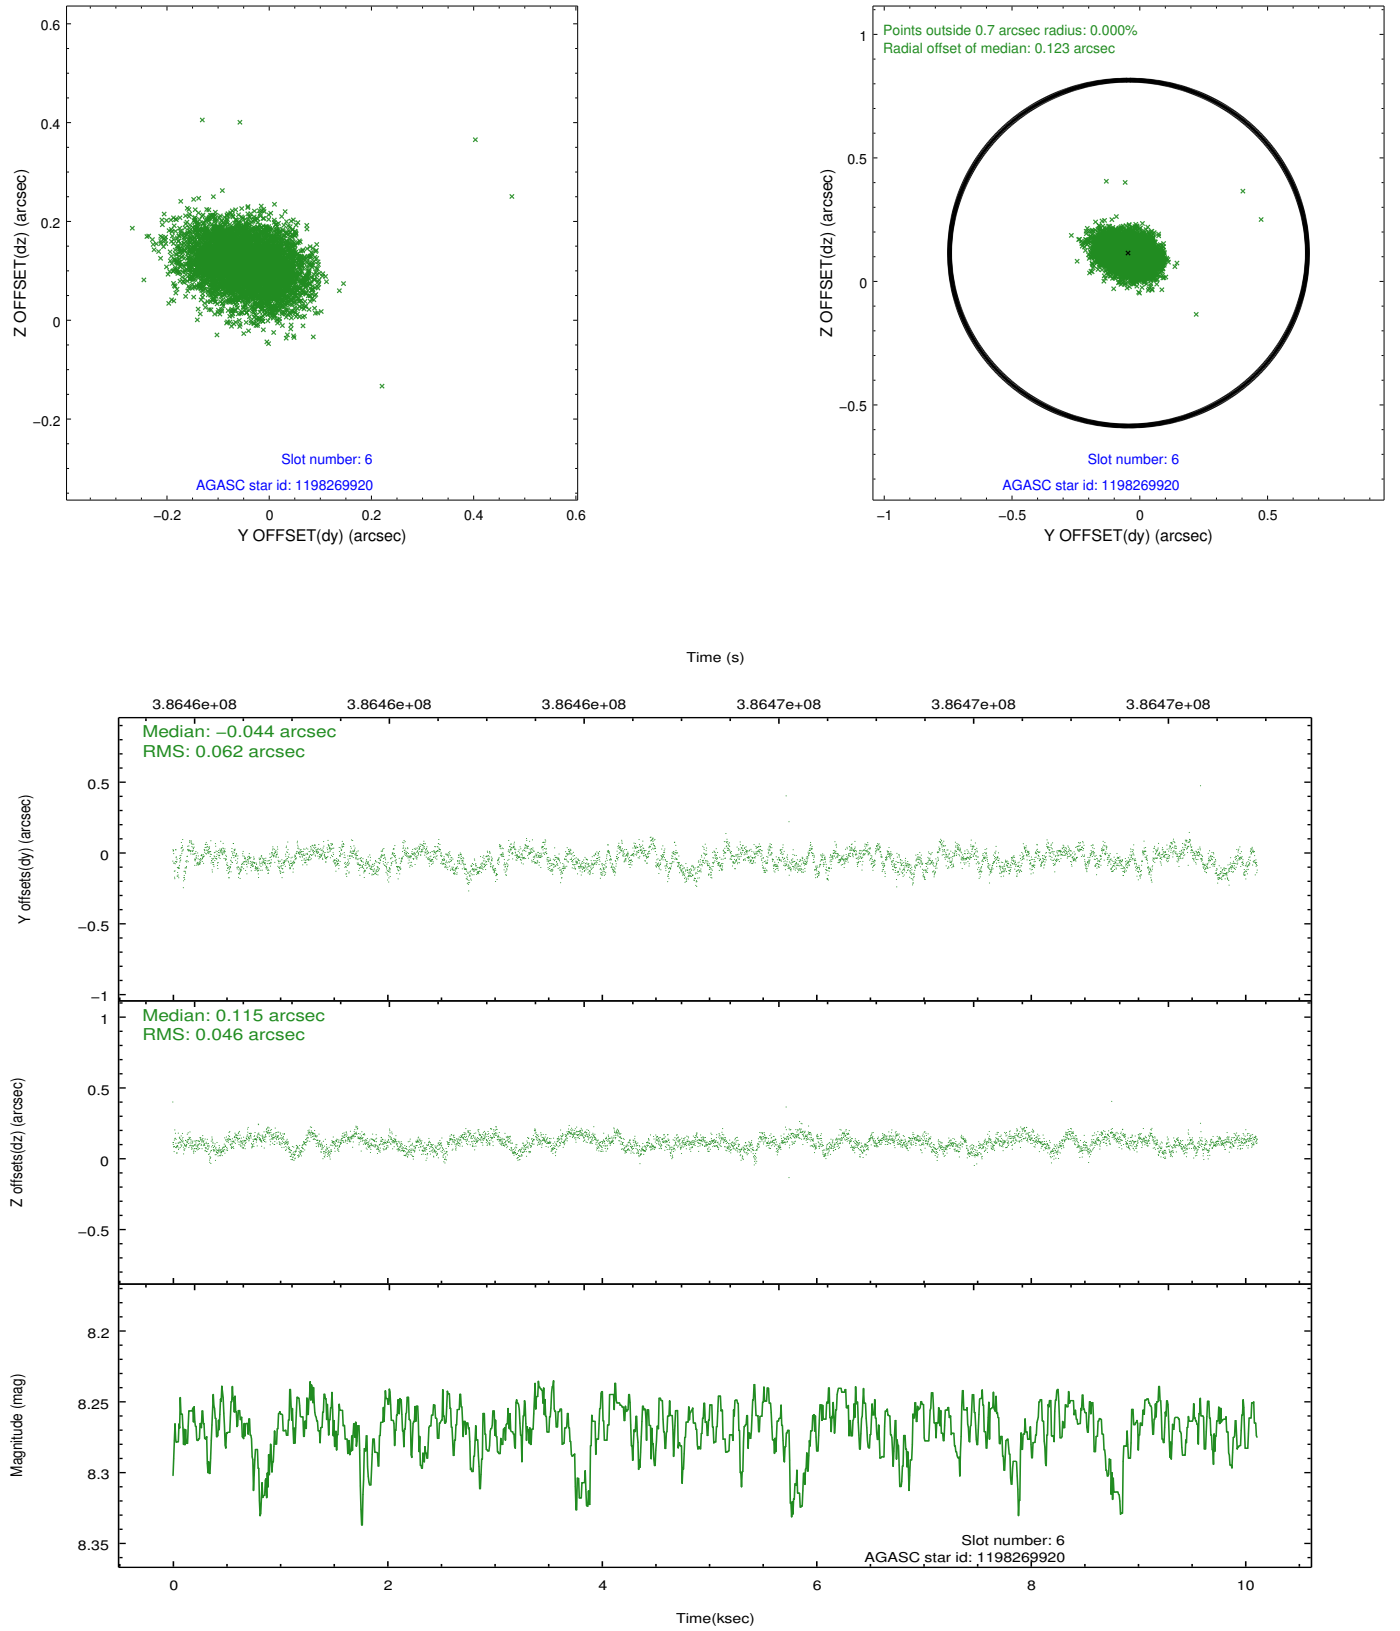 0.6
0.4
0.2
0
−0.2
Z OFFSET(dz) (arcsec)
Slot number: 6
AGASC star id: 1198269920
−0.2 0 0.2 0.4 0.6
Y OFFSET(dy) (arcsec)
Points outside 0.7 arcsec radius: 0.000%
Radial offset of median: 0.123 arcsec
1
0.5
0
−0.5
Z OFFSET(dz) (arcsec)
Slot number: 6
AGASC star id: 1198269920
−1 −0.5 0 0.5
Y OFFSET(dy) (arcsec)
Time (s)
3.8646e+08 3.8646e+08 3.8646e+08 3.8647e+08 3.8647e+08 3.8647e+08
Median: −0.044 arcsec
RMS: 0.062 arcsec
0.5
0
−0.5
−1
Y offsets(dy) (arcsec)
Median: 0.115 arcsec
RMS: 0.046 arcsec
1
0.5
0
−0.5
Z offsets(dz) (arcsec)
8.2
8.25
8.3
8.35
Magnitude (mag)
Slot number: 6
AGASC star id: 1198269920
0 2 4 6 8 10
Time(ksec)